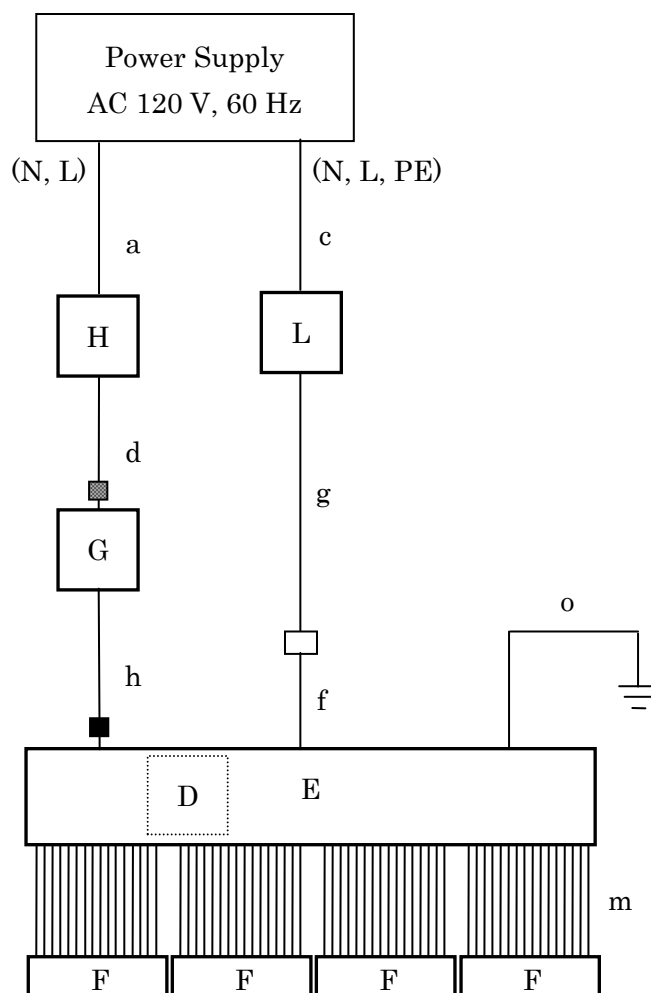 Power Supply
AC 120 V, 60 Hz
(N, L)
(N, L, PE)
a
c
H
L
d
g
G
o
h
f
D
E
m
F
F
F
F